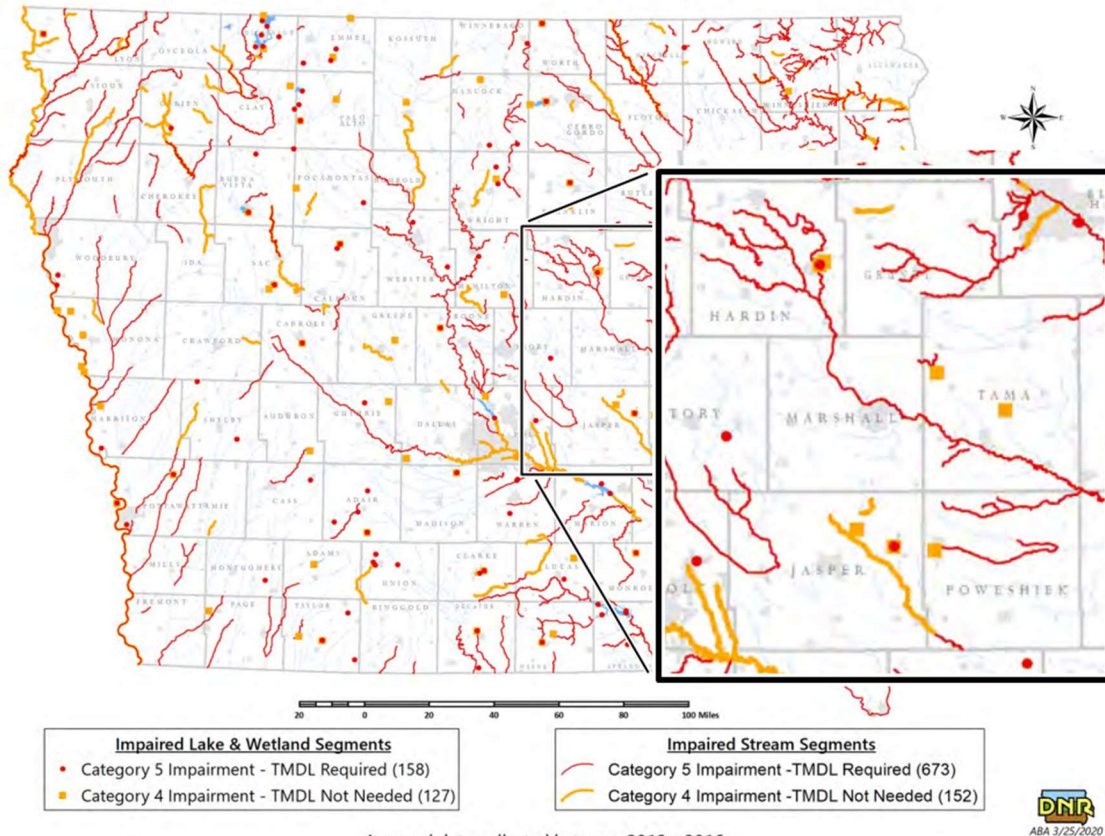 WINNEBAGO
OSCEOLA
EMMET
KOSSUTH
LYON
WORTH
ALLAMAKEE
SIOUX
CLAY
HANCOCK
O'BRIEN
PALO
ALTO
CERRO
GORDO
FLOYD
CHICKASAW
WINNESHIEK
N
W
E
S
PLYMOUTH
CHEROKEE
BUENA
VISTA
POCAHONTAS
WRIGHT
WOODBURY
IDA
SAC
CALHOUN
WEBSTER
HAMILTON
HARDIN
MONONA
CRAWFORD
CARROLL
GREENE
BOONE
MARSHALL
HARRISON
SHELBY
AUDUBON
GUTHRIE
DALLAS
JASPER
POTTAWATTAMIE
CASS
ADAIR
MADISON
WARREN
MARION
MILLS
MONTGOMERY
ADAMS
UNION
CLARKE
LUCAS
FREMONT
PAGE
TAYLOR
RINGGOLD
DECATUR
WAYNE
HARDIN
TORY
MARSHALL
TAMA
JASPER
POWESHIEK
20 0 20 40 60 80 100 Miles
Impaired Lake & Wetland Segments
Category 5 Impairment - TMDL Required (158)
Category 4 Impairment - TMDL Not Needed (127)
Impaired Stream Segments
Category 5 Impairment -TMDL Required (673)
Category 4 Impairment - TMDL Not Needed (152)
DNR
ABA 3/25/2020